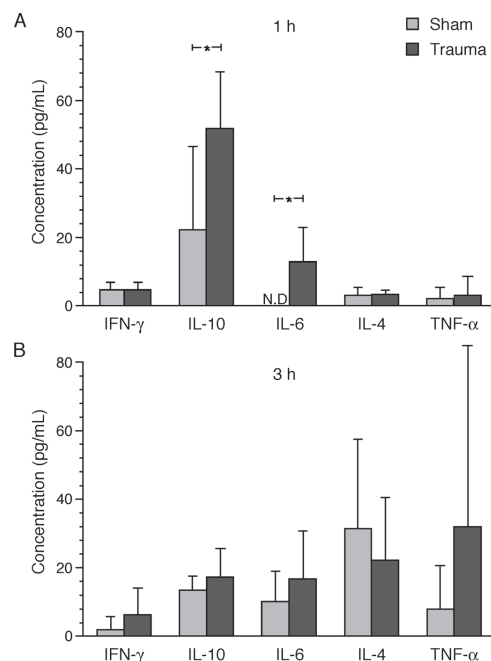 A
1 h
Sham
Trauma
Concentration (pg/mL)
80
60
40
20
0
*
*
N.D
IFN-γ IL-10 IL-6 IL-4 TNF-α
B
3 h
Concentration (pg/mL)
80
60
40
20
0
IFN-γ IL-10 IL-6 IL-4 TNF-α